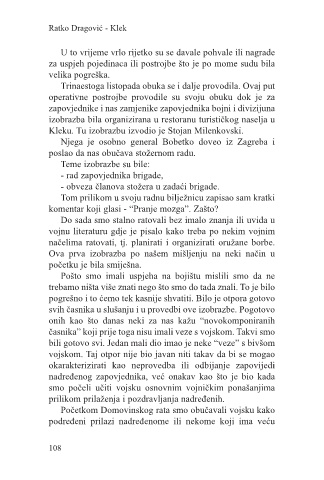 Ratko Dragović - Klek
U to vrijeme vrlo rijetko su se davale pohvale ili nagrade
za uspjeh pojedinaca ili postrojbe što je po mome sudu bila
velika pogreška.
Trinaestoga listopada obuka se i dalje provodila. Ovaj put
operativne postrojbe provodile su svoju obuku dok je za
zapovjednike i nas zamjenike zapovjednika bojni i divizijuna
izobrazba bila organizirana u restoranu turističkog naselja u
Kleku. Tu izobrazbu izvodio je Stojan Milenkovski.
Njega je osobno general Bobetko doveo iz Zagreba i
poslao da nas obučava stožernom radu.
Teme izobrazbe su bile:
- rad zapovjednika brigade,
- obveza članova stožera u zadaći brigade.
Tom prilikom u svoju radnu bilježnicu zapisao sam kratki
komentar koji glasi - “Pranje mozga”. Zašto?
Do sada smo stalno ratovali bez imalo znanja ili uvida u
vojnu literaturu gdje je pisalo kako treba po nekim vojnim
načelima ratovati, tj. planirati i organizirati oružane borbe.
Ova prva izobrazba po našem mišljenju na neki način u
početku je bila smiješna.
Pošto smo imali uspjeha na bojištu mislili smo da ne
trebamo ništa više znati nego što smo do tada znali. To je bilo
pogrešno i to ćemo tek kasnije shvatiti. Bilo je otpora gotovo
svih časnika u slušanju i u provedbi ove izobrazbe. Pogotovo
onih kao što danas neki za nas kažu “novokomponiranih
časnika” koji prije toga nisu imali veze s vojskom. Takvi smo
bili gotovo svi. Jedan mali dio imao je neke “veze” s bivšom
vojskom. Taj otpor nije bio javan niti takav da bi se mogao
okarakterizirati kao neprovedba ili odbijanje zapovijedi
nadređenog zapovjednika, već onakav kao što je bio kada
smo počeli učiti vojsku osnovnim vojničkim ponašanjima
prilikom prilaženja i pozdravljanja nadređenih.
Početkom Domovinskog rata smo obučavali vojsku kako
podređeni prilazi nadređenome ili nekome koji ima veću
108